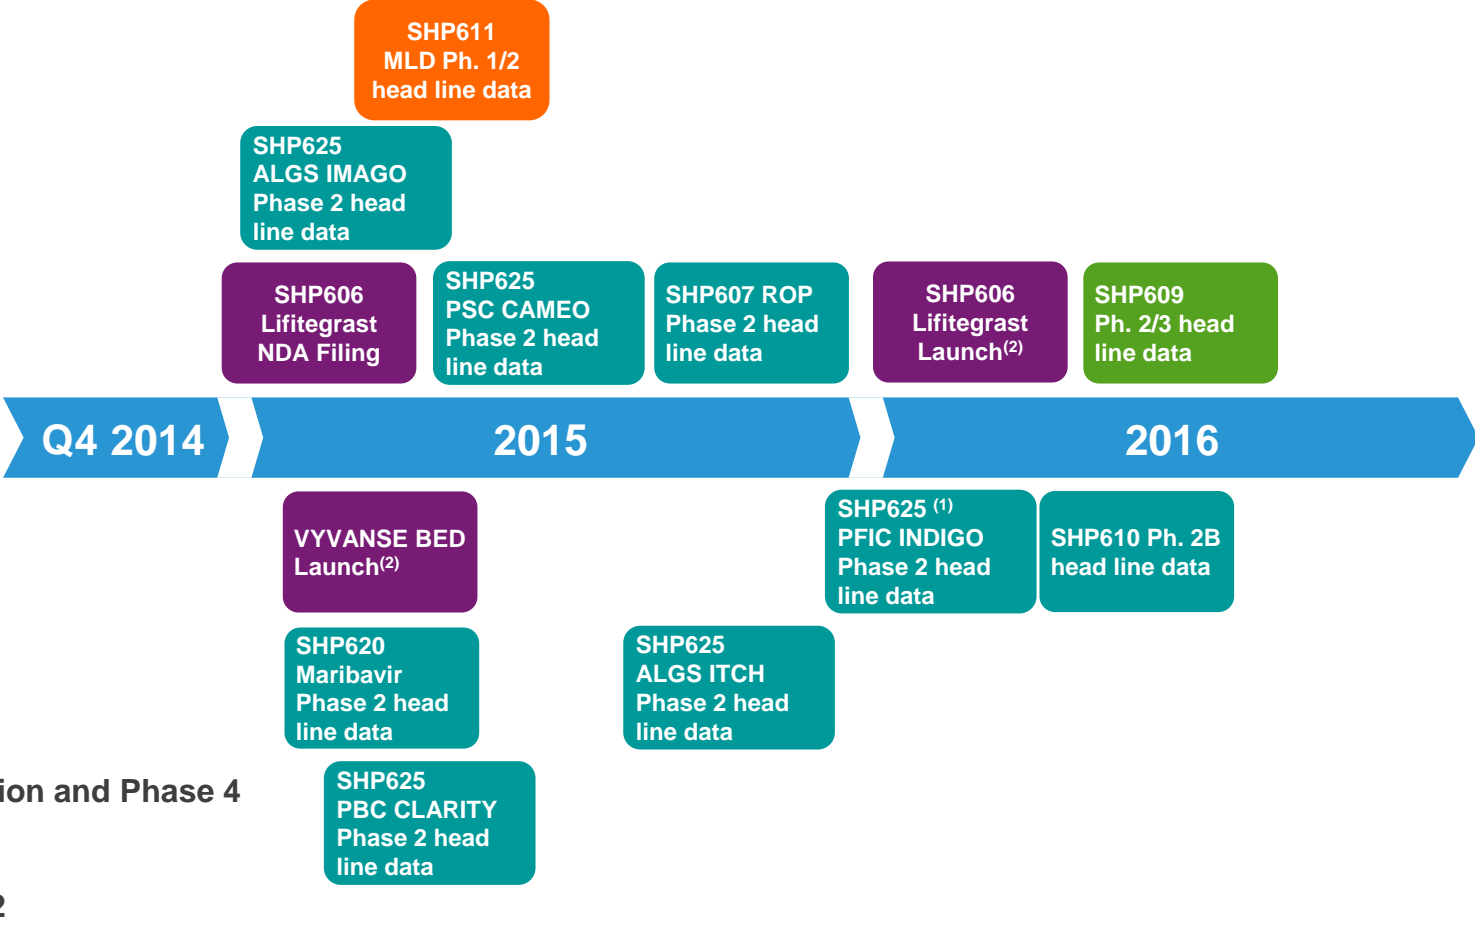 SHP611
MLD Ph. 1/2
head line data
SHP625
ALGS IMAGO
Phase 2 head
line data
SHP606
Lifitegrast
NDA Filing
SHP625
PSC CAMEO
Phase 2 head
line data
SHP607 ROP
Phase 2 head
line data
SHP606
Lifitegrast
Launch(2)
SHP609
Ph. 2/3 head
line data
Q4 2014
2015
2016
VYVANSE BED
Launch(2)
SHP625 (1)
PFIC INDIGO
Phase 2 head
line data
SHP610 Ph. 2B
head line data
SHP620
Maribavir
Phase 2 head
line data
SHP625
ALGS ITCH
Phase 2 head
line data
SHP625
PBC CLARITY
Phase 2 head
line data
and Phase 4